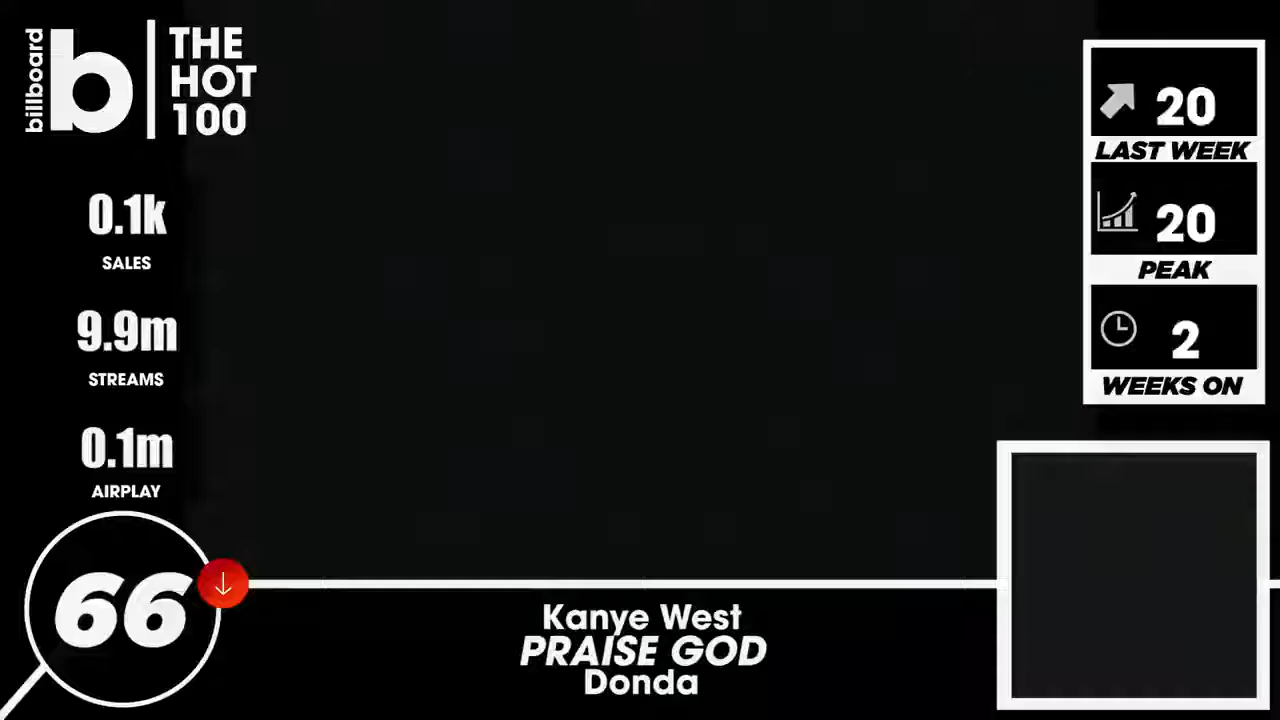 billboard
b
THE
HOT
100
0.1k
SALES
9.9m
STREAMS
0.1m
AIRPLAY
66
20
LAST WEEK
20
PEAK
2
WEEKS ON
Kanye West
PRAISE GOD
Donda